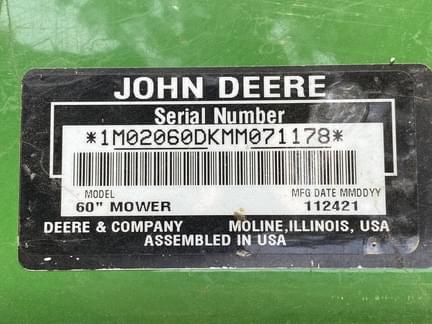 JOHN DEERE
Serial Number
*1M02060DKMM071178*
MODEL MFG DATE MMDDYY
60" MOWER 112421
DEERE & COMPANY MOLINE,ILLINOIS, USA
ASSEMBLED IN USA